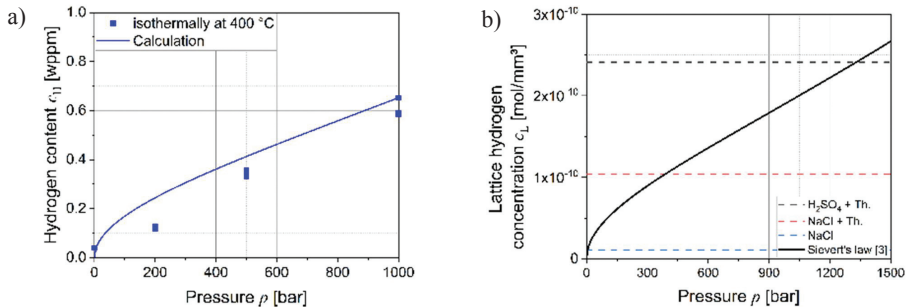 a)
isothermally at 400 °C
Calculation
1.0
0.8
0.6
0.4
0.2
0.0
Hydrogen content c_H [wppm]
0
200
400
600
800
1000
Pressure p [bar]
b)
3x10⁻¹⁰
2x10⁻¹⁰
1x10⁻¹⁰
0
Lattice hydrogen
concentration c_L [mol/mm³]
H₂SO₄ + Th.
NaCl + Th.
NaCl
Sievert's law [3]
0
300
600
900
1200
1500
Pressure p [bar]